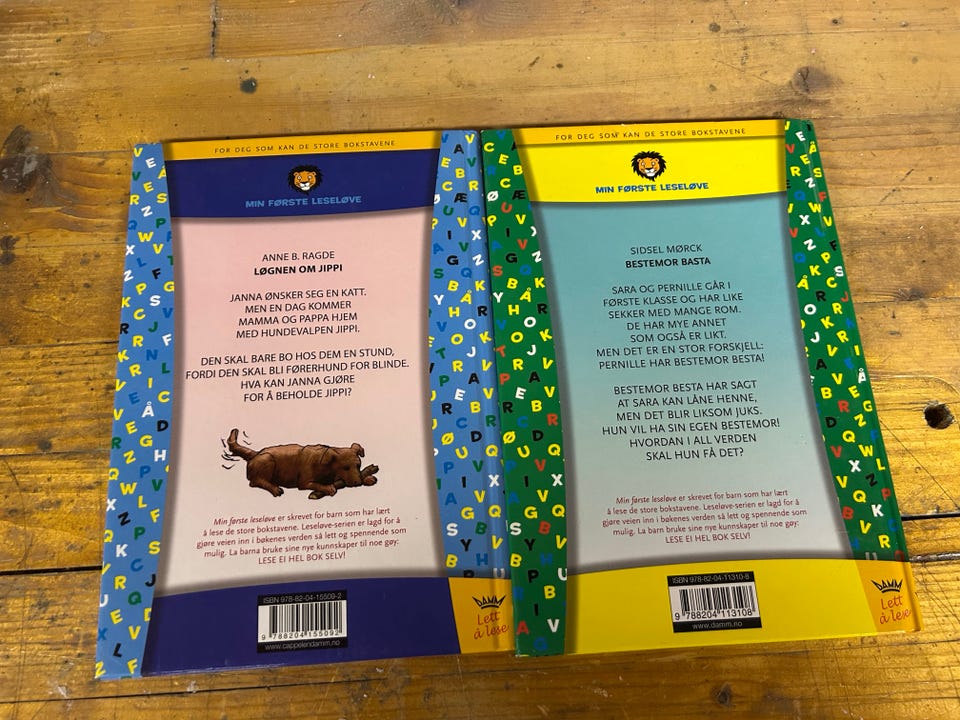 FOR DEG SOM KAN DE STORE BOKSTAVENE
MIN FØRSTE LESELØVE
ANNE B. RAGDE
LØGNEN OM JIPPI
JANNA ØNSKER SEG EN KATT.
MEN EN DAG KOMMER
MAMMA OG PAPPA HJEM
MED HUNDEVALPEN JIPPI.
DEN SKAL BARE BO HOS DEM EN STUND,
FORDI DEN SKAL BLI FØRERHUND FOR BLINDE.
HVA KAN JANNA GJØRE
FOR Å BEHOLDE JIPPI?
Min første leseløve er skrevet for barn som har lært
å lese de store bokstavene. Leseløve-serien er lagd for å
gjøre veien inn i bøkenes verden så lett og spennende som
mulig. La barna bruke sine nye kunnskaper til noe gøy:
LESE EI HEL BOK SELV!
ISBN 978-82-04-15509-2
9 788204 155092
www.cappelendamm.no
DAMM
Lett
å lese
FOR DEG SOM KAN DE STORE BOKSTAVENE
MIN FØRSTE LESELØVE
SIDSEL MØRCK
BESTEMOR BASTA
SARA OG PERNILLE GÅR I
FØRSTE KLASSE OG HAR LIKE
SEKKER MED MANGE ROM.
DE HAR MYE ANNET
SOM OGSÅ ER LIKT.
MEN DET ER EN STOR FORSKJELL:
PERNILLE HAR BESTEMOR BESTA!
BESTEMOR BESTA HAR SAGT
AT SARA KAN LÅNE HENNE,
MEN DET BLIR LIKSOM JUKS.
HUN VIL HA SIN EGEN BESTEMOR!
HVORDAN I ALL VERDEN
SKAL HUN FÅ DET?
Min første leseløve er skrevet for barn som har lært
å lese de store bokstavene. Leseløve-serien er lagd for å
gjøre veien inn i bøkenes verden så lett og spennende som
mulig. La barna bruke sine nye kunnskaper til noe gøy:
LESE EI HEL BOK SELV!
ISBN 978-82-04-11310-8
9 788204 113108
www.damm.no
DAMM
Lett
å lese